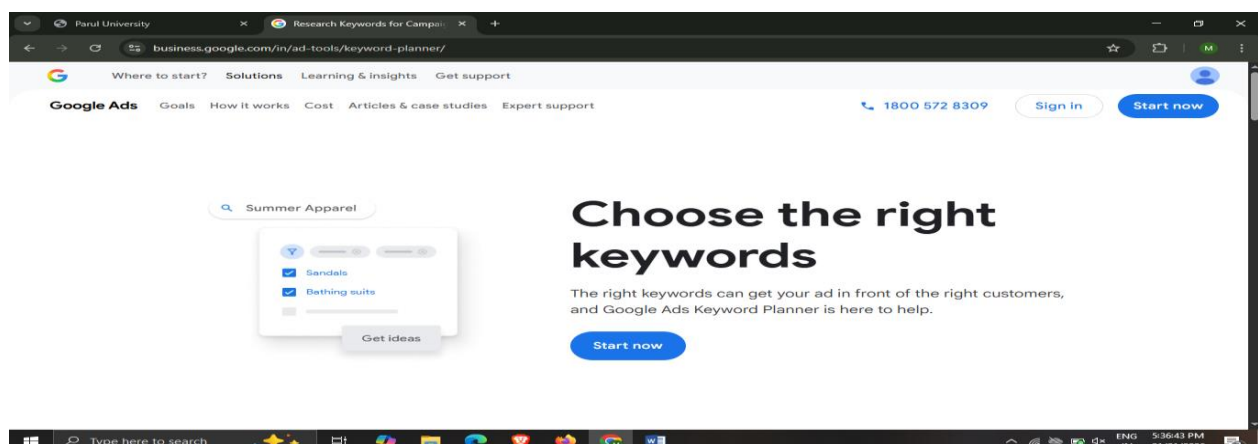 Parul University
Research Keywords for Campai
business.google.com/in/ad-tools/keyword-planner/
M
Where to start? Solutions Learning & insights Get support
Google Ads Goals How it works Cost Articles & case studies Expert support 1800 572 8309 Sign in Start now
Summer Apparel
Sandals
Bathing suits
Get ideas
Choose the right
keywords
The right keywords can get your ad in front of the right customers,
and Google Ads Keyword Planner is here to help.
Start now
Type here to search
ENG 5:36:43 PM